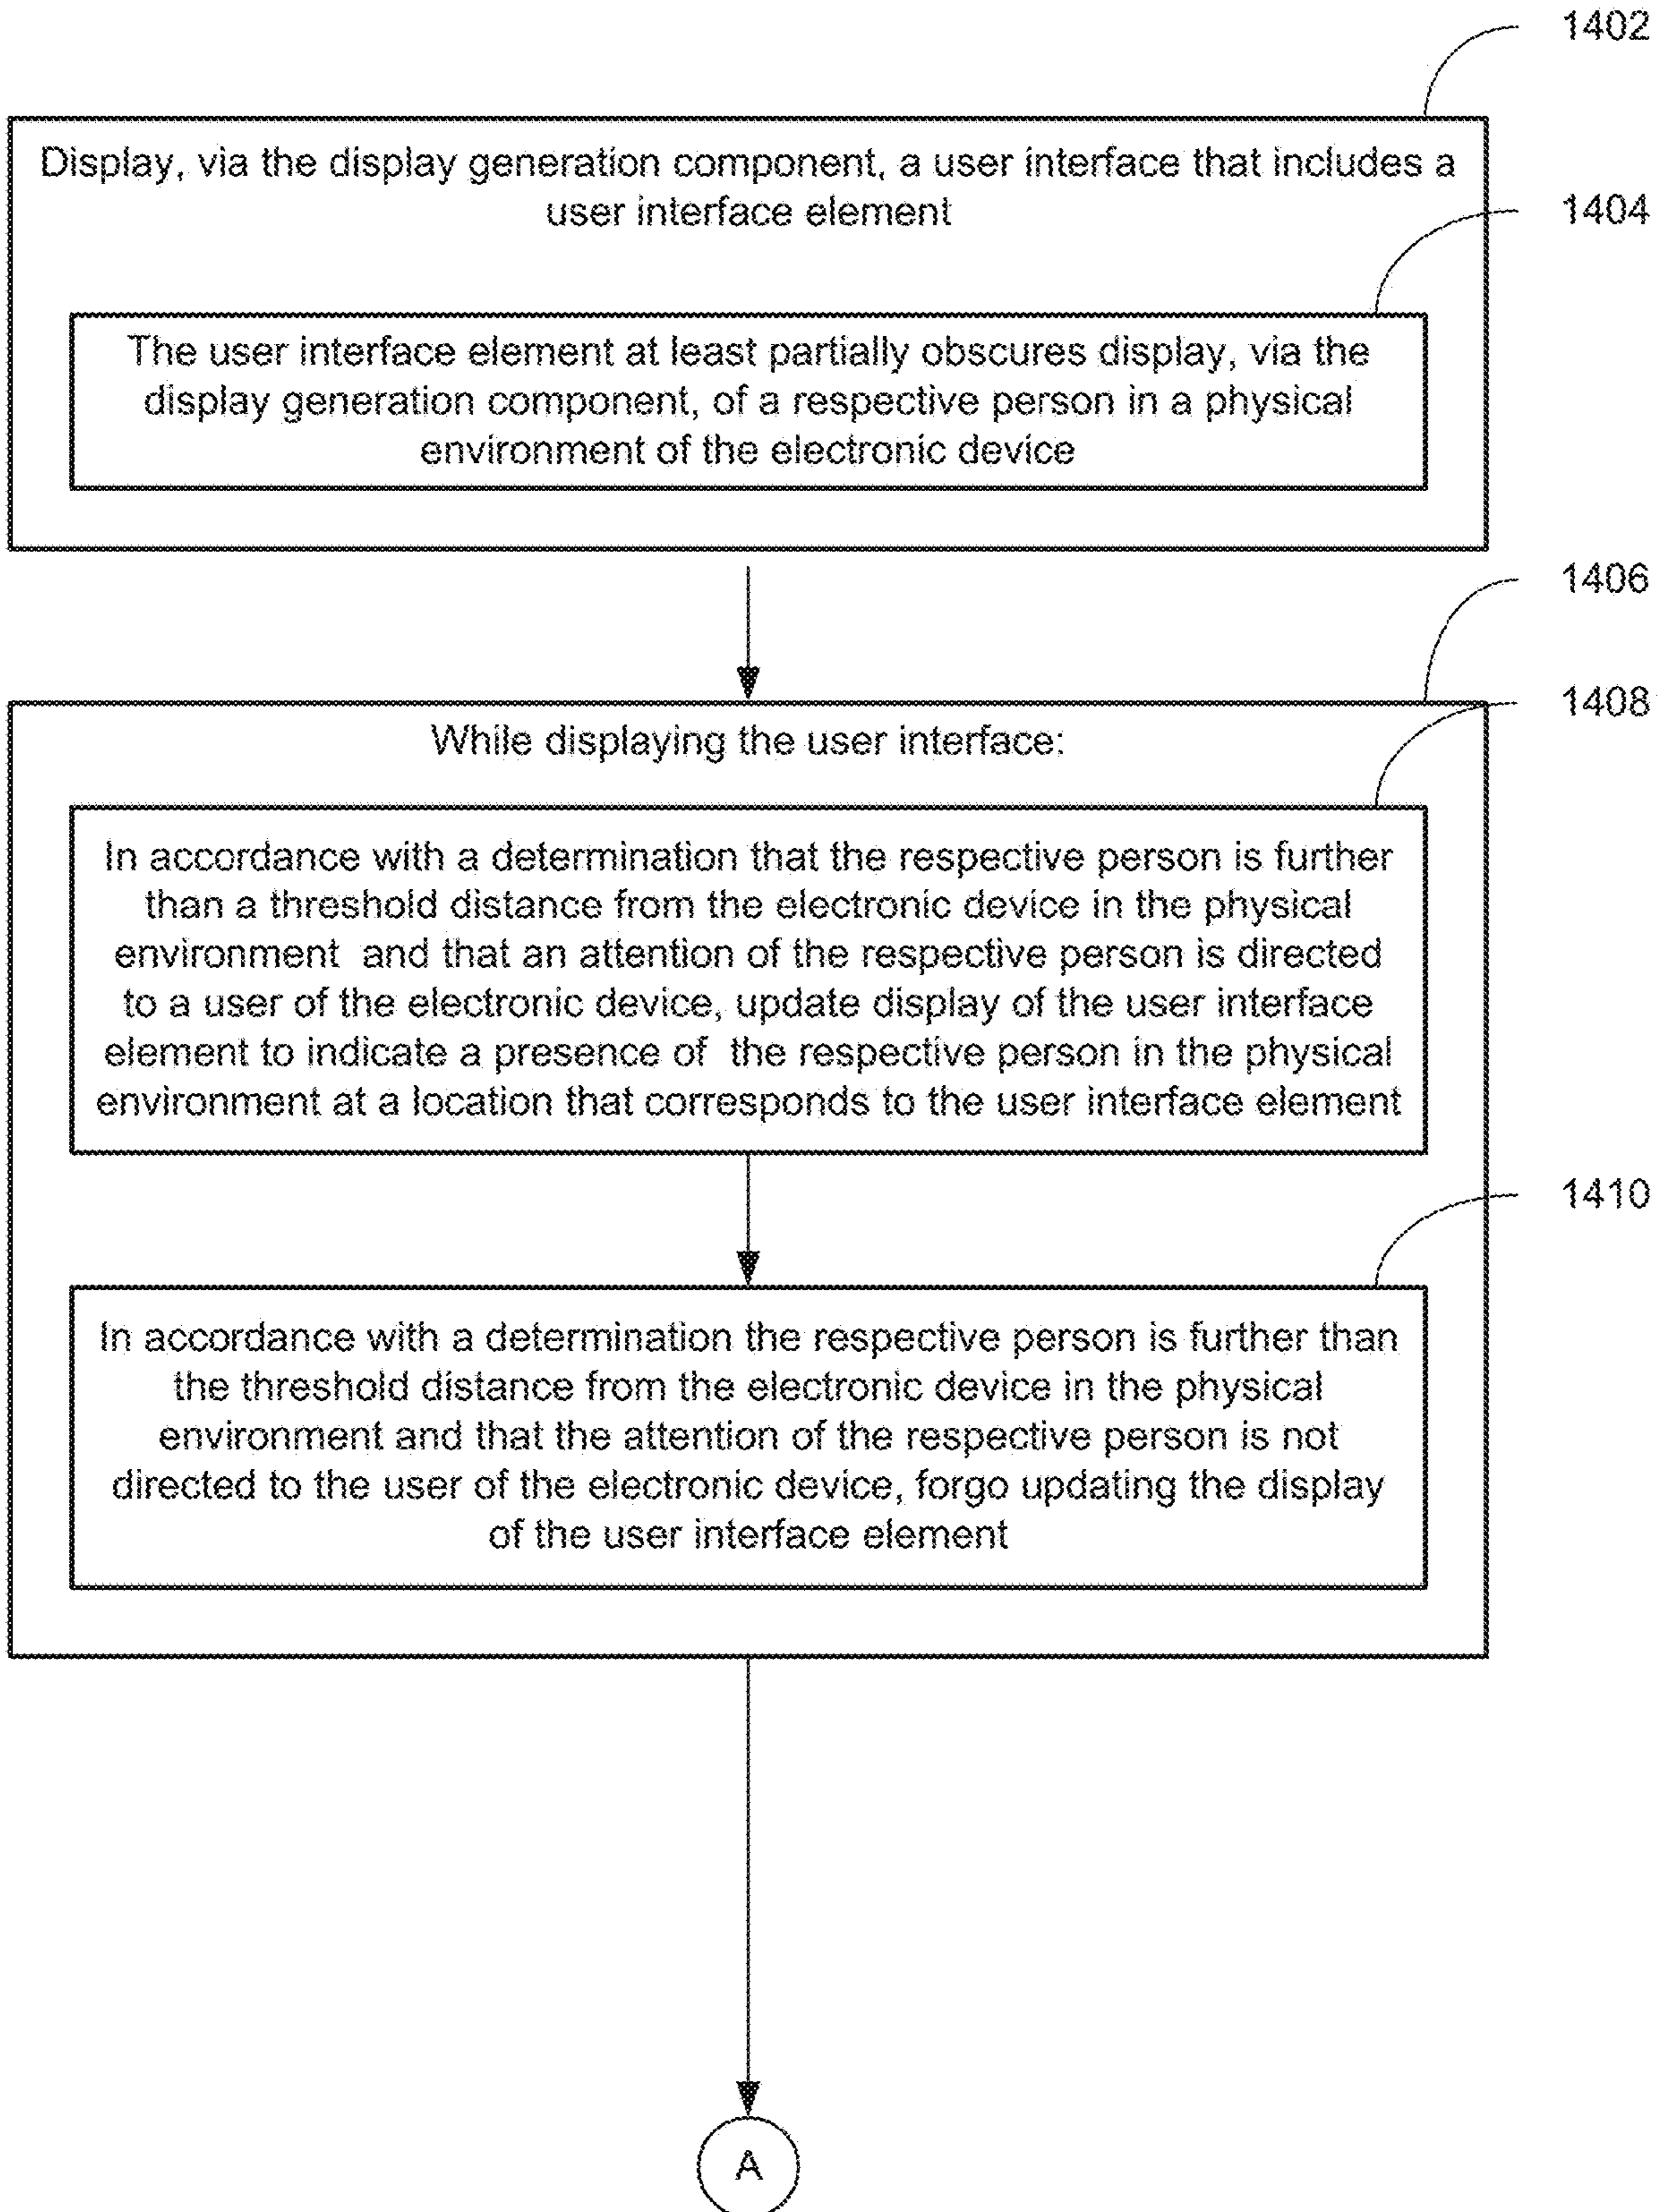 1402
Display, via the display generation component, a user interface that includes a
user interface element
1404
The user interface element at least partially obscures display, via the
display generation component, of a respective person in a physical
environment of the electronic device
1406
1408
While displaying the user interface:
In accordance with a determination that the respective person is further
than a threshold distance from the electronic device in the physical
environment and that an attention of the respective person is directed
to a user of the electronic device, update display of the user interface
element to indicate a presence of the respective person in the physical
environment at a location that corresponds to the user interface element
1410
In accordance with a determination the respective person is further than
the threshold distance from the electronic device in the physical
environment and that the attention of the respective person is not
directed to the user of the electronic device, forgo updating the display
of the user interface element
A